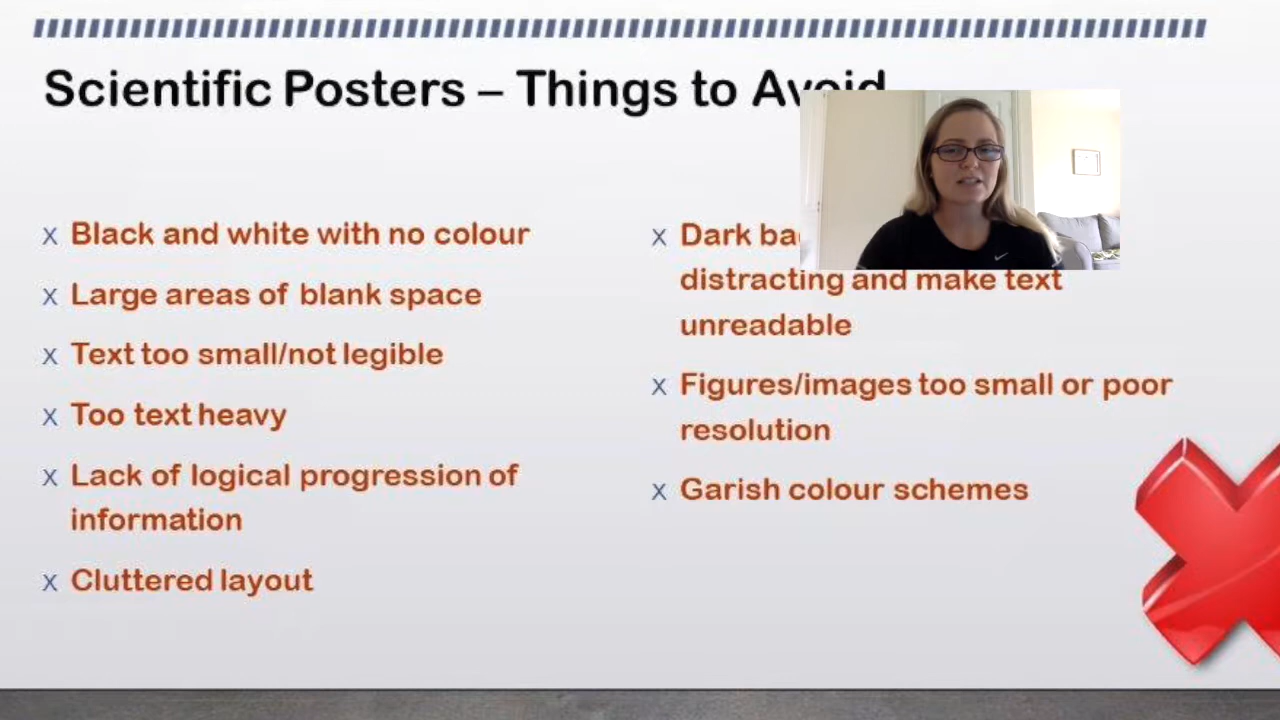 Scientific Posters – Things to Avoid
x Black and white with no colour
x Large areas of blank space
x Text too small/not legible
x Too text heavy
x Lack of logical progression of
information
x Cluttered layout
x Dark
distracting and make text
unreadable
x Figures/images too small or poor
resolution
x Garish colour schemes